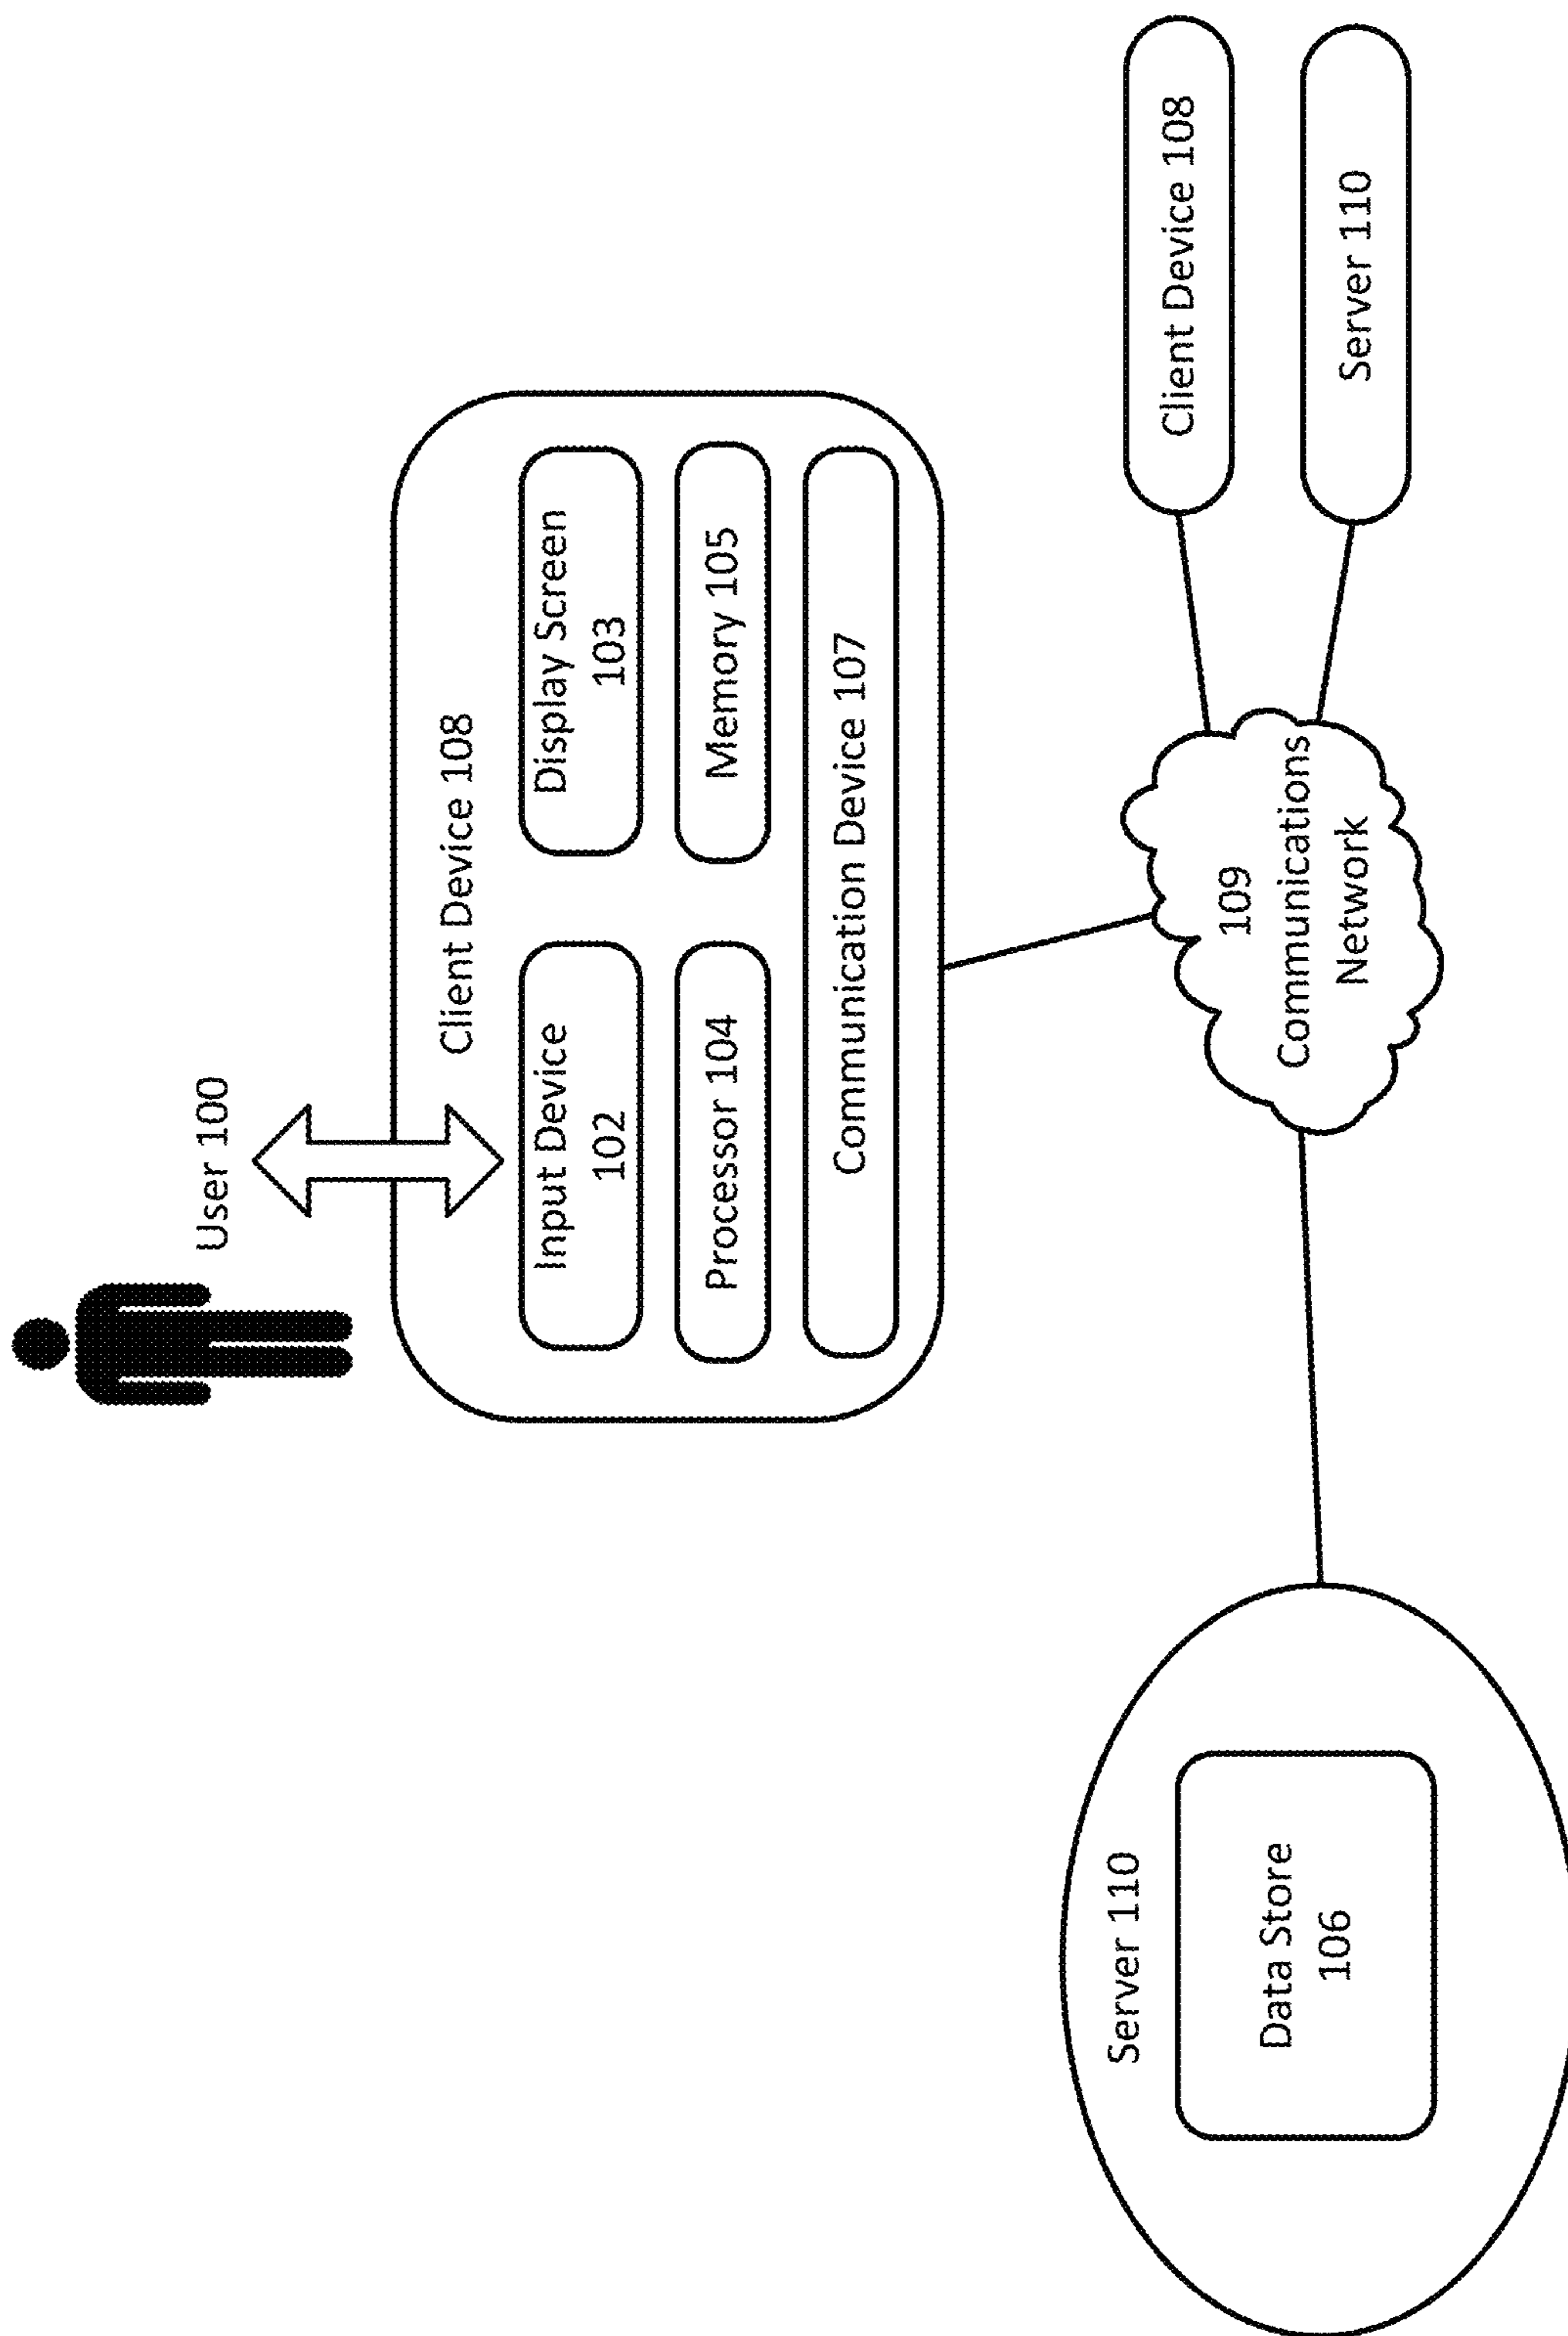 User 100
Client Device 108
Input Device
102
Display Screen
103
Processor 104
Memory 105
Communication Device 107
Server 110
Data Store
106
109
Communications
Network
Client Device 108
Server 110